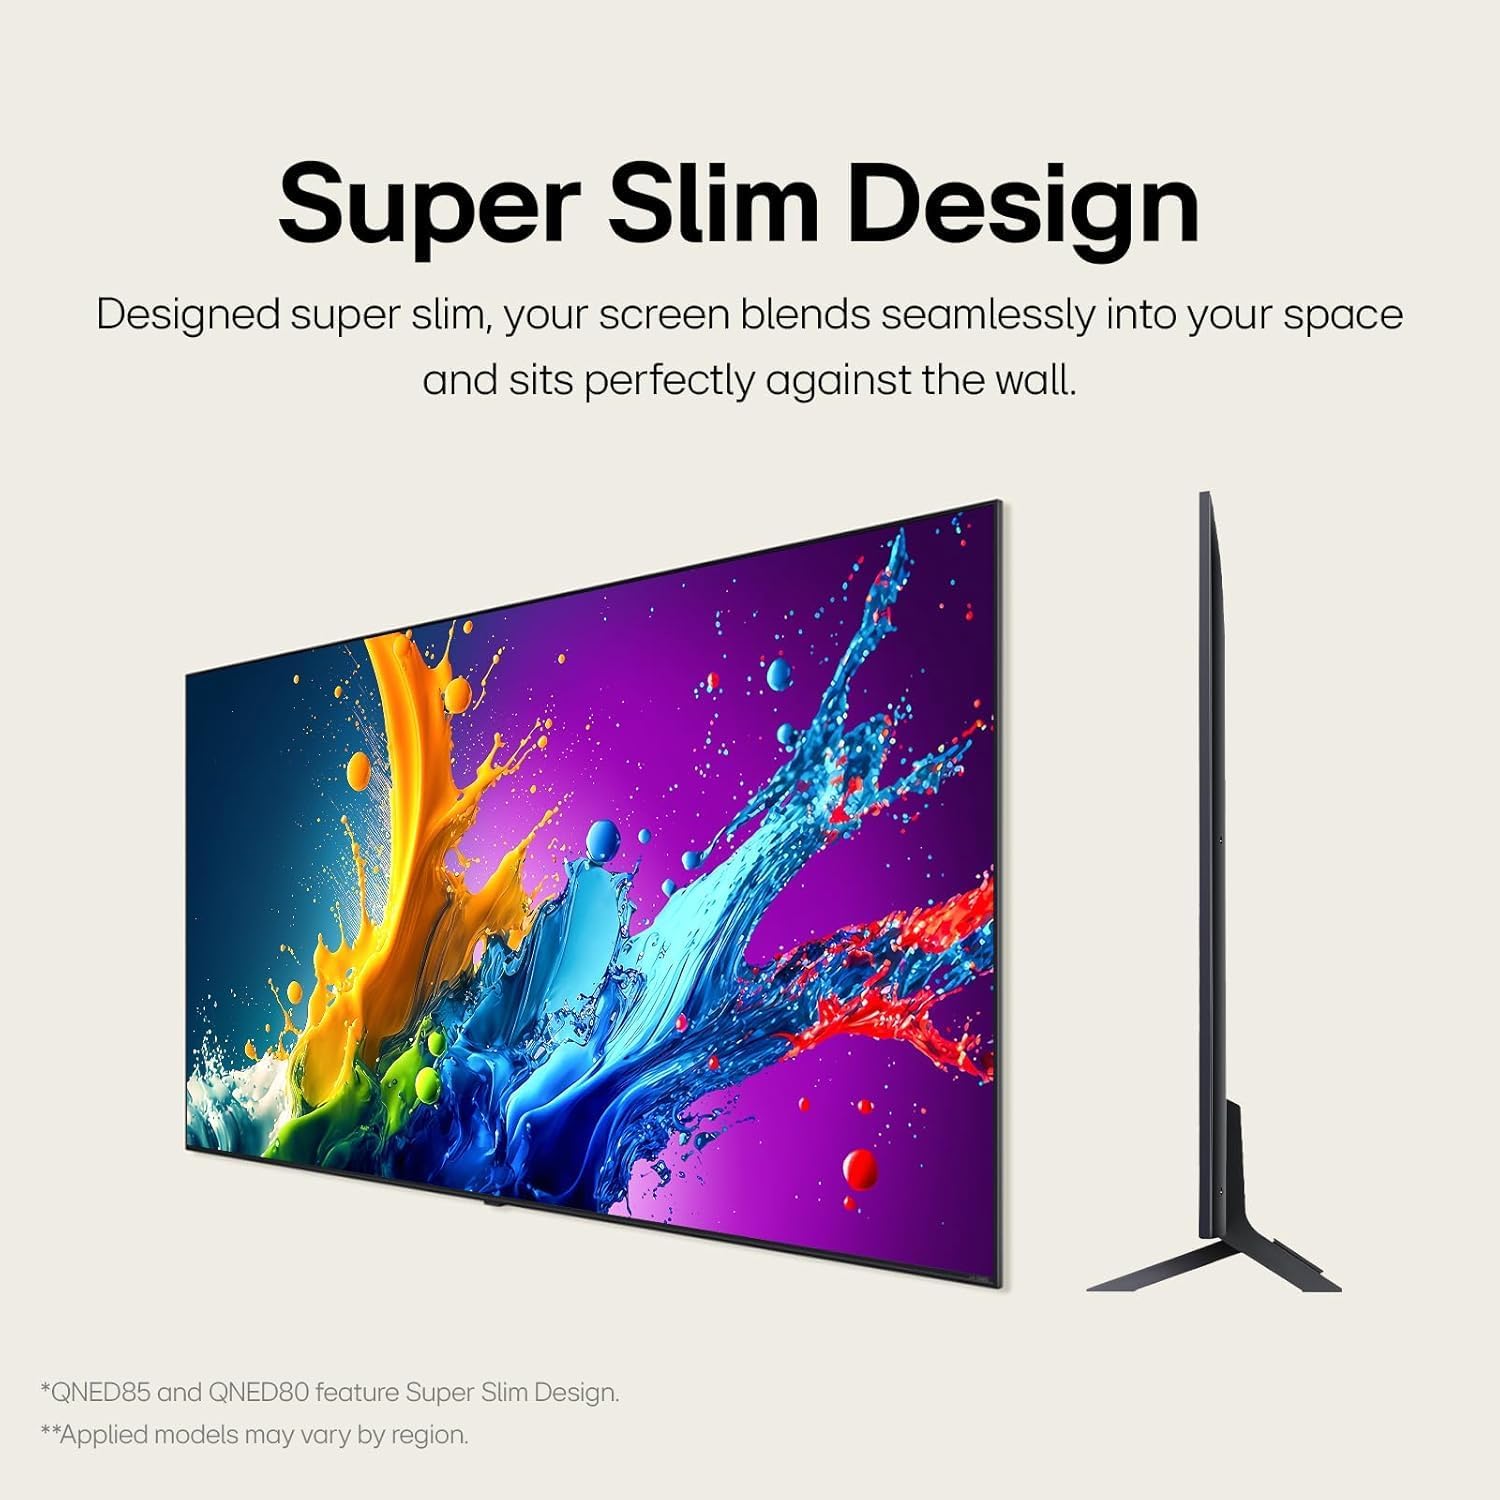 Super Slim Design
Designed super slim, your screen blends seamlessly into your space
and sits perfectly against the wall.
*QNED85 and QNED80 feature Super Slim Design.
**Applied models may vary by region.